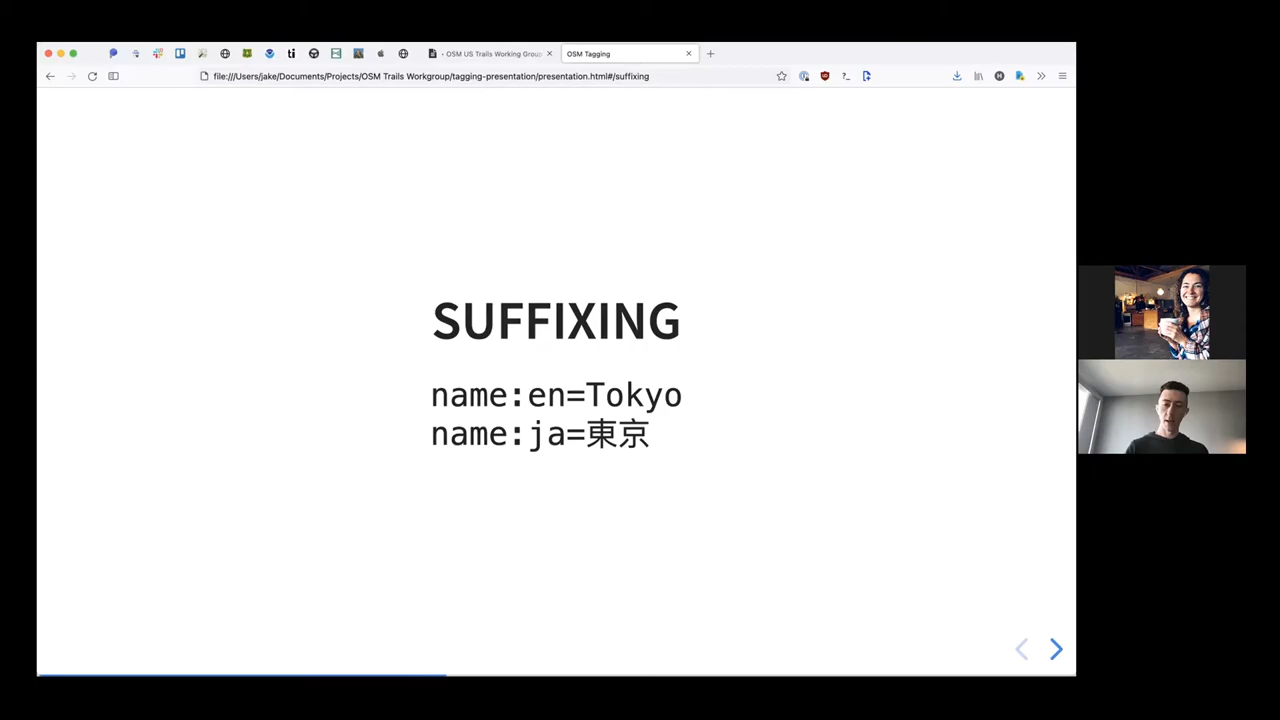 OSM US Trails Working Group
OSM Tagging
file:///Users/jake/Documents/Projects/OSM Trails Workgroup/tagging-presentation/presentation.html#/suffixing
SUFFIXING
name:en=Tokyo
name:ja=東京